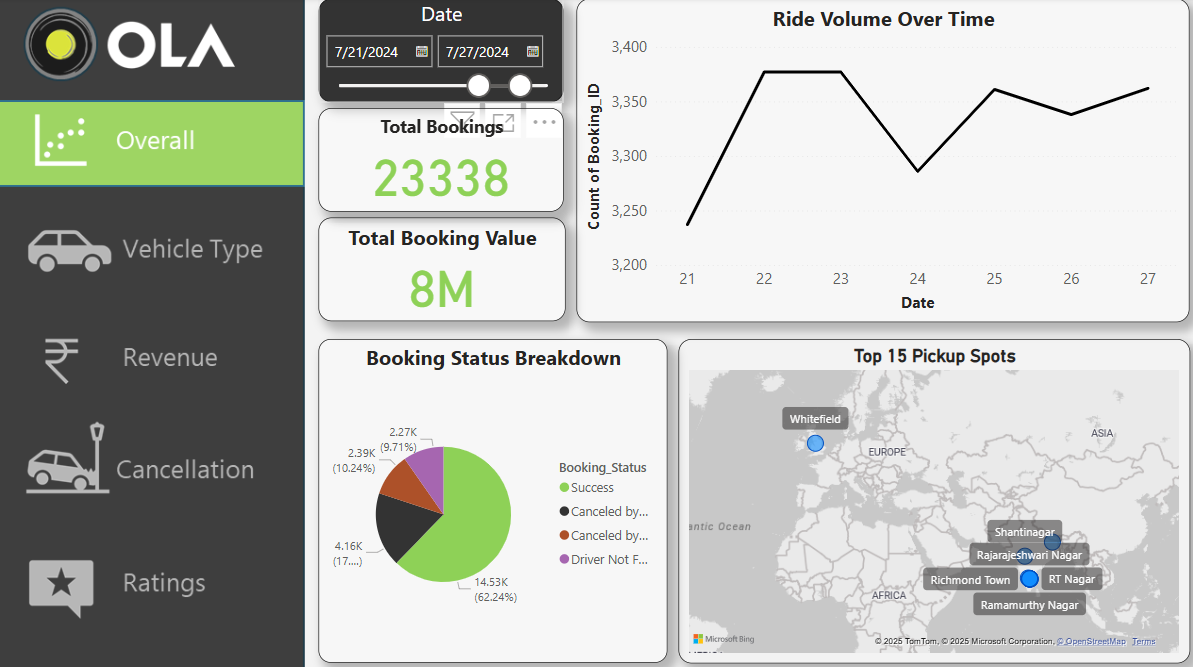 OLA
Overall
Vehicle Type
Revenue
Cancellation
Ratings
Date
7/21/2024
7/27/2024
Total Bookings
23338
Total Booking Value
8M
Ride Volume Over Time
Count of Booking_ID
3,400
3,350
3,300
3,250
3,200
21 22 23 24 25 26 27
Date
Booking Status Breakdown
2.27K
(9.71%)
2.39K
(10.24%)
4.16K
(17....)
14.53K
(62.24%)
Booking_Status
Success
Canceled by...
Canceled by...
Driver Not F...
Top 15 Pickup Spots
Whitefield
EUROPE
ASIA
antic Ocean
Shantinagar
Rajarajeshwari Nagar
Richmond Town
RT Nagar
AFRICA
Ramamurthy Nagar
Microsoft Bing
© 2025 TomTom, © 2025 Microsoft Corporation, © OpenStreetMap Terms